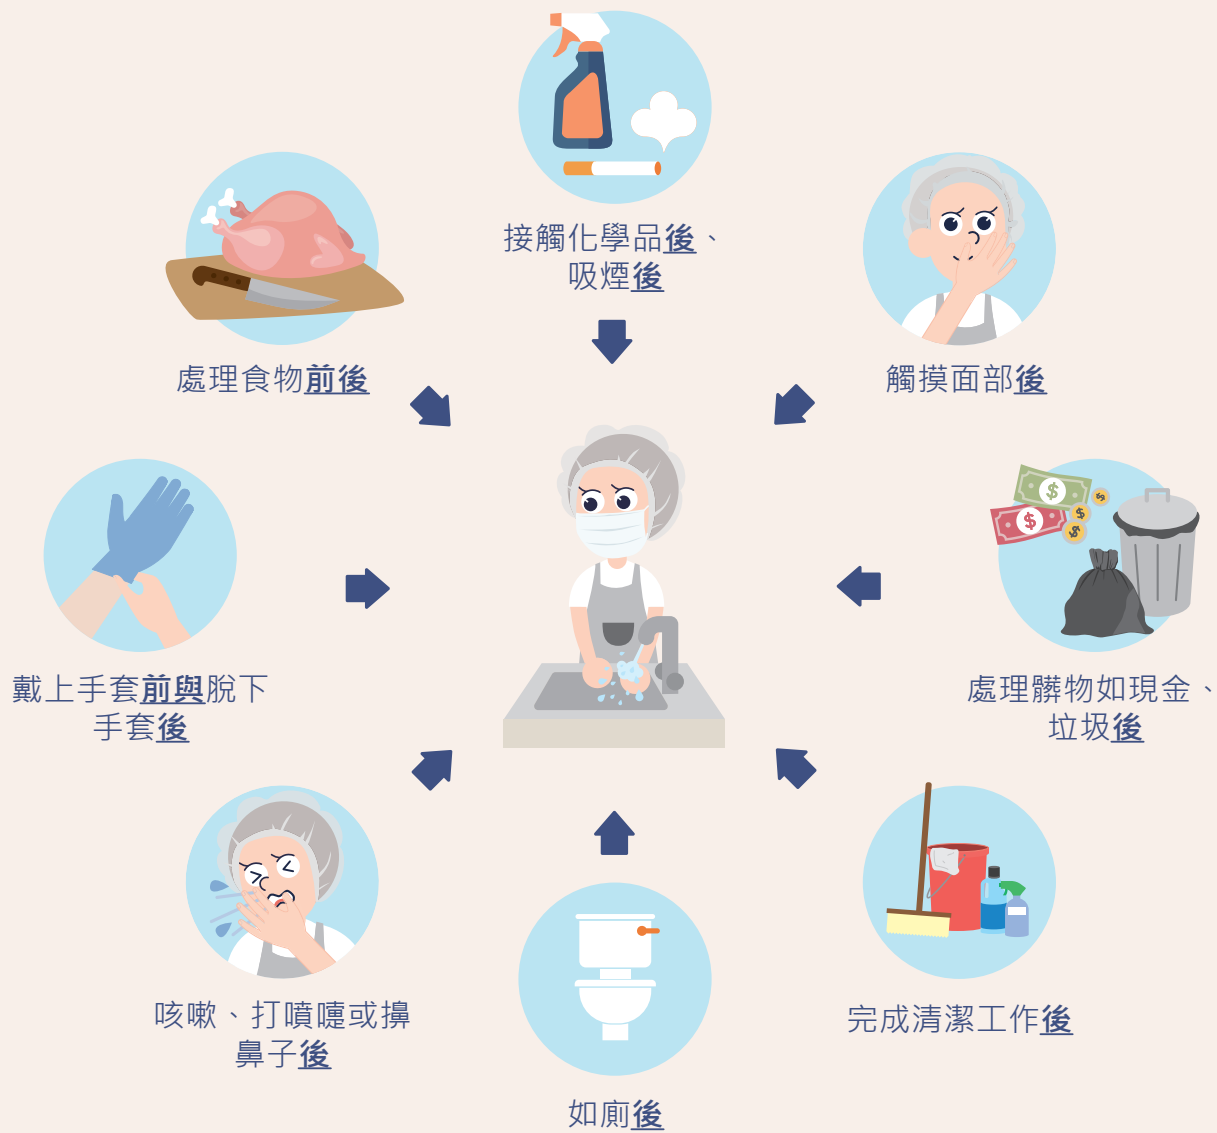 接觸化學品後、
吸煙後
處理食物前後
觸摸面部後
戴上手套前與脫下
手套後
處理髒物如現金、
垃圾後
咳嗽、打噴嚏或擤
鼻子後
完成清潔工作後
如廁後